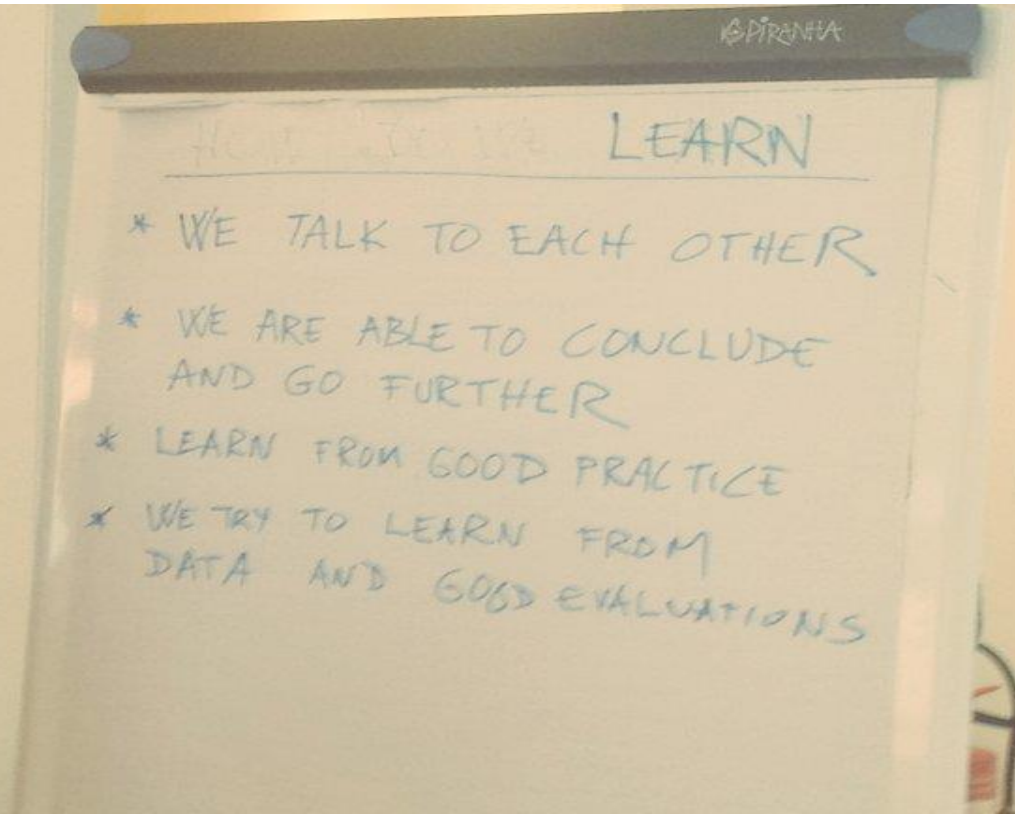 PIRANHA
LEARN
* WE TALK TO EACH OTHER
* WE ARE ABLE TO CONCLUDE
AND GO FURTHER
* LEARN FROM GOOD PRACTICE
* WE TRY TO LEARN FROM
DATA AND GOOD EVALUATIONS